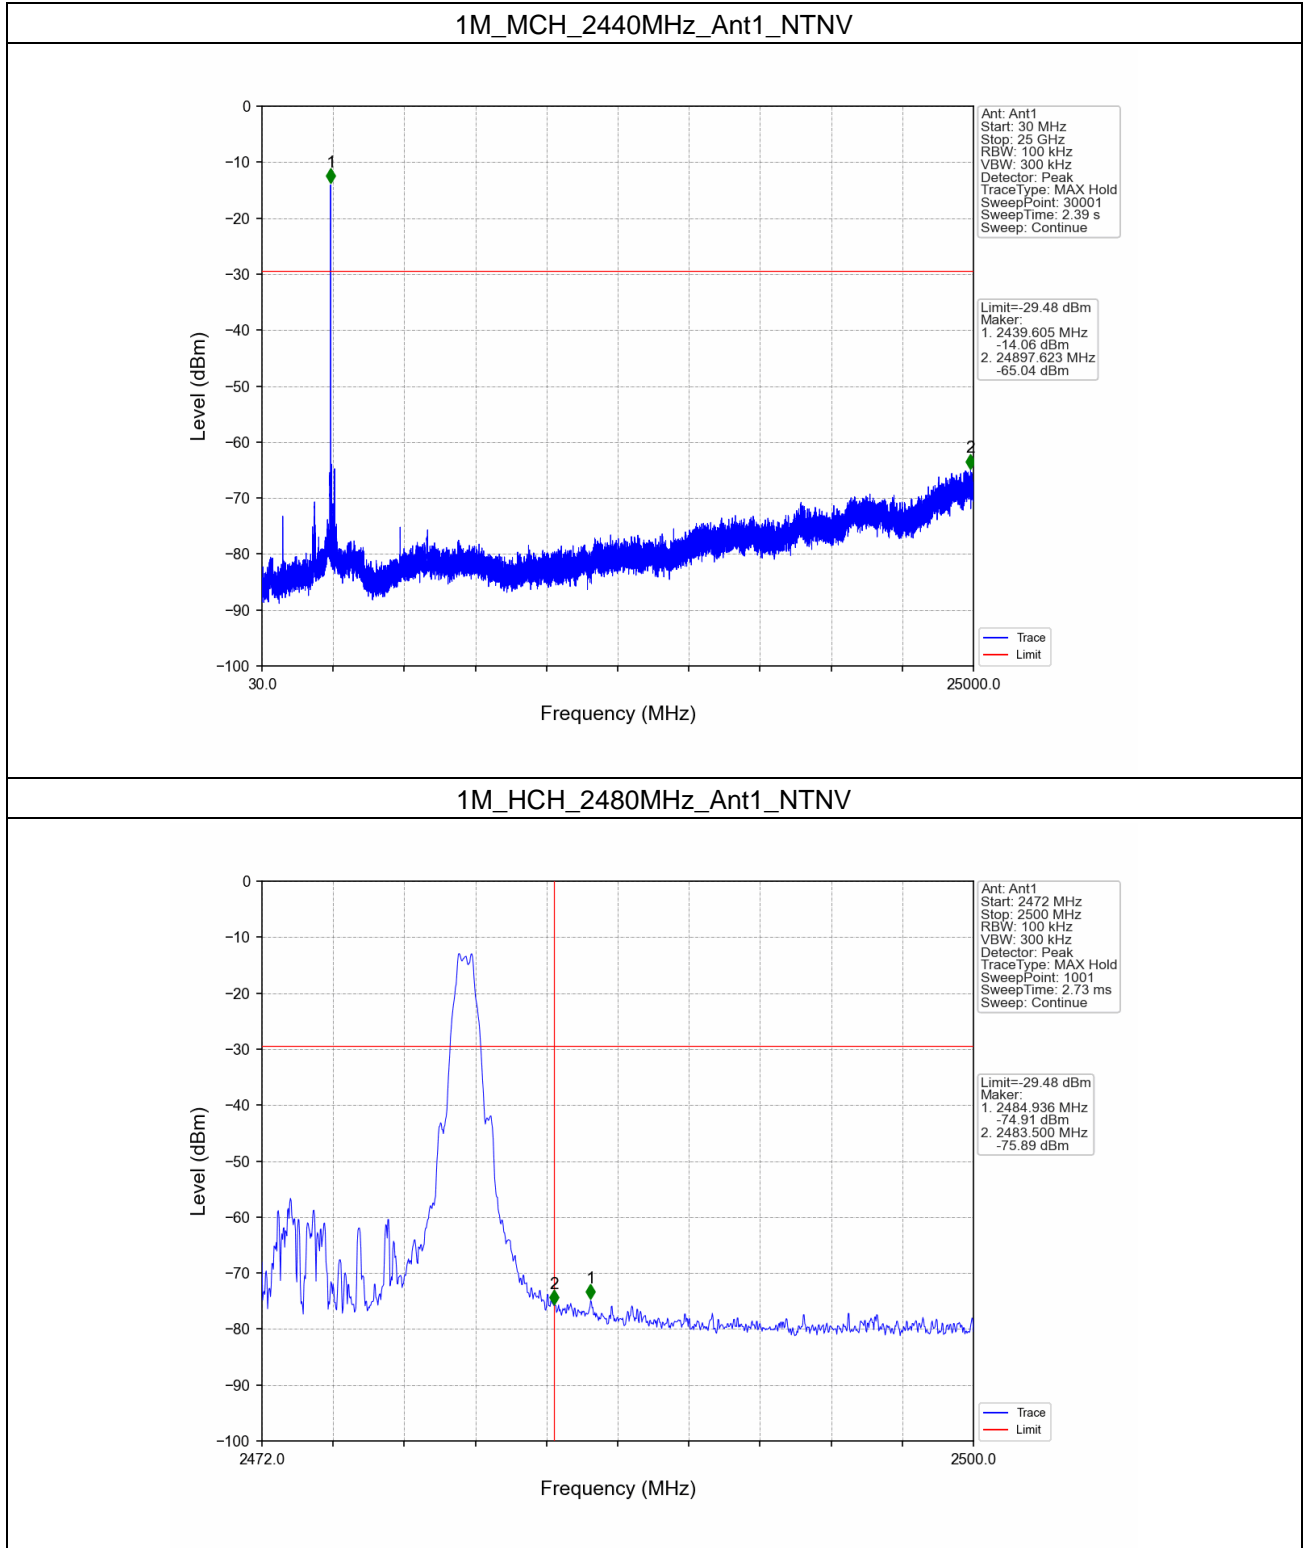 1M_MCH_2440MHz_Ant1_NTNV
0
−10
−20
−30
−40
−50
−60
−70
−80
−90
−100
Level (dBm)
1
2
30.0
25000.0
Frequency (MHz)
Ant: Ant1
Start: 30 MHz
Stop: 25 GHz
RBW: 100 kHz
VBW: 300 kHz
Detector: Peak
TraceType: MAX Hold
SweepPoint: 30001
SweepTime: 2.39 s
Sweep: Continue
Limit=-29.48 dBm
Maker:
1. 2439.605 MHz
-14.06 dBm
2. 24897.623 MHz
-65.04 dBm
Trace
Limit
1M_HCH_2480MHz_Ant1_NTNV
0
−10
−20
−30
−40
−50
−60
−70
−80
−90
−100
Level (dBm)
2
1
2472.0
2500.0
Frequency (MHz)
Ant: Ant1
Start: 2472 MHz
Stop: 2500 MHz
RBW: 100 kHz
VBW: 300 kHz
Detector: Peak
TraceType: MAX Hold
SweepPoint: 1001
SweepTime: 2.73 ms
Sweep: Continue
Limit=-29.48 dBm
Maker:
1. 2484.936 MHz
-74.91 dBm
2. 2483.500 MHz
-75.89 dBm
Trace
Limit